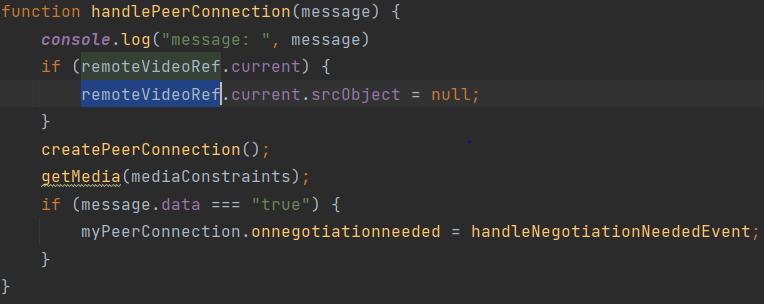 function handlePeerConnection(message) {
    console.log("message: ", message)
    if (remoteVideoRef.current) {
        remoteVideoRef.current.srcObject = null;
    }
    createPeerConnection();
    getMedia(mediaConstraints);
    if (message.data === "true") {
        myPeerConnection.onnegotiationneeded = handleNegotiationNeededEvent;
    }
}